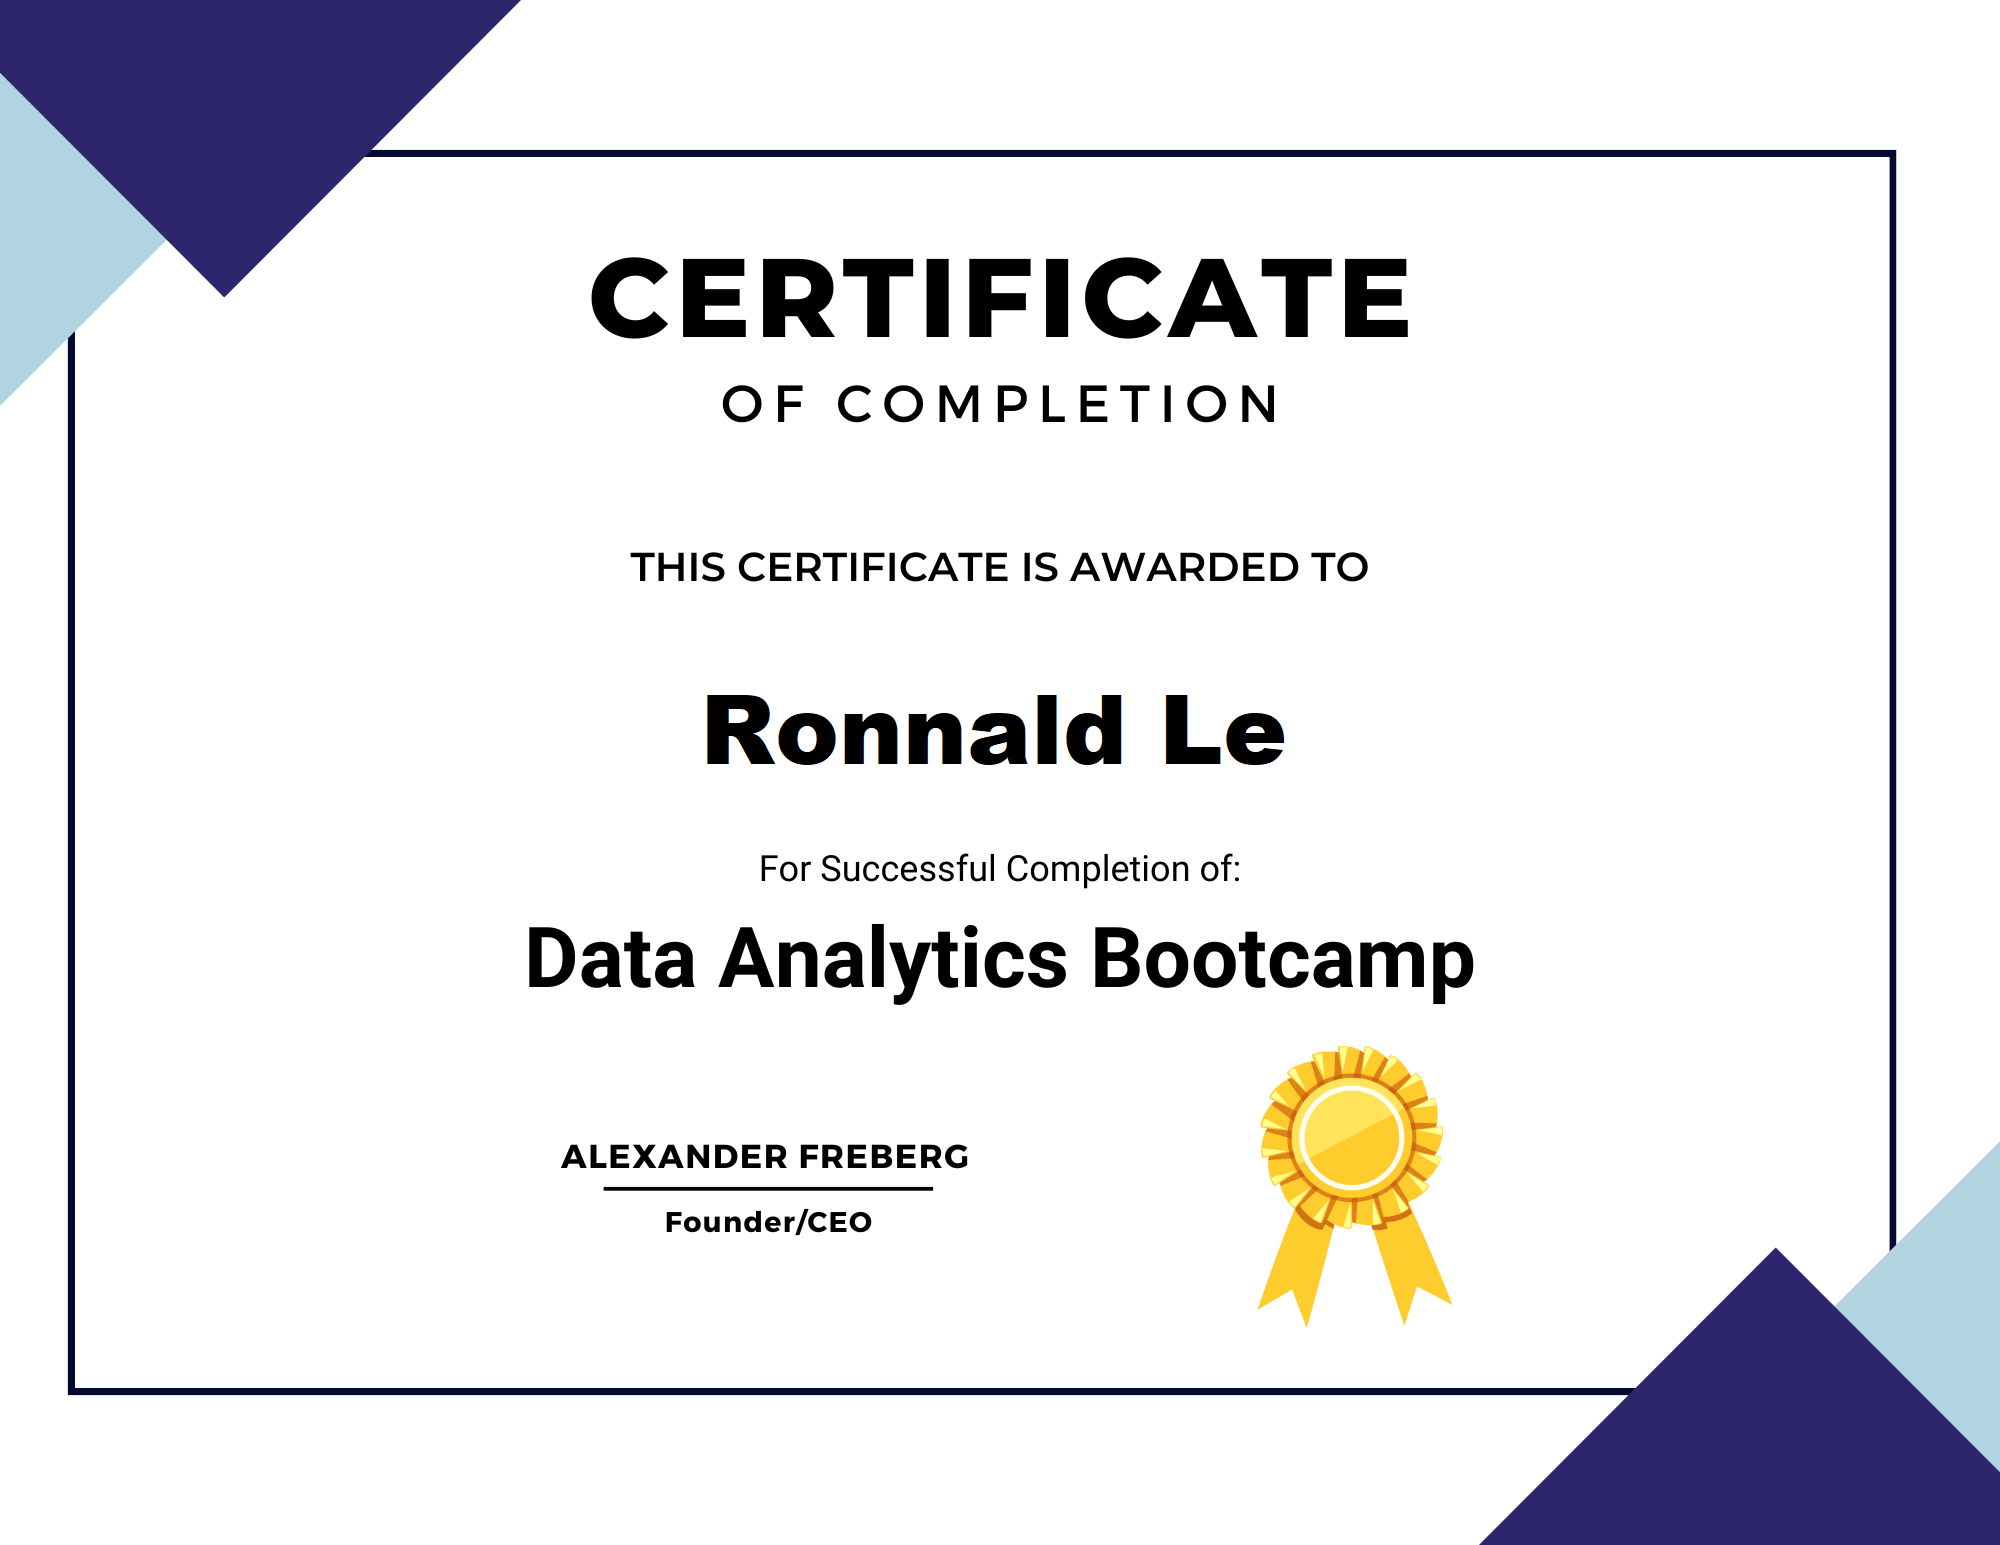 CERTIFICATE
OF COMPLETION
THIS CERTIFICATE IS AWARDED TO
Ronnald Le
For Successful Completion of:
Data Analytics Bootcamp
ALEXANDER FREBERG
Founder/CEO